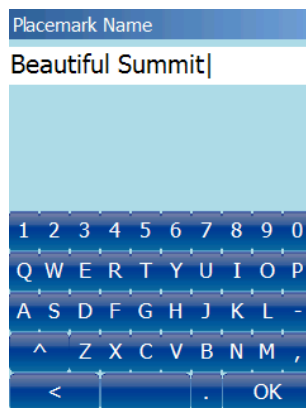 Placemark Name
Beautiful Summit
1 2 3 4 5 6 7 8 9 0
Q W E R T Y U I O P
A S D F G H J K L -
^ Z X C V B N M ,
< . OK